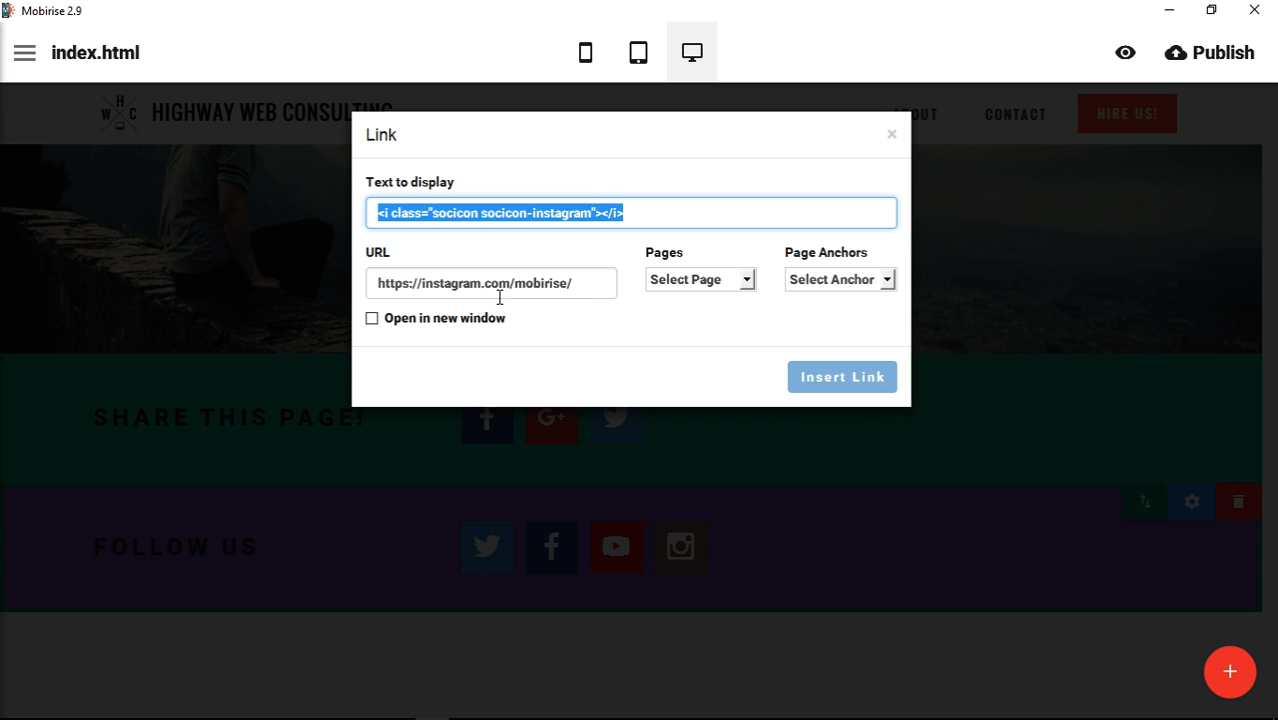 Mobirise 2.9
index.html
Publish
W H C
HIGHWAY WEB CONSULTING
ABOUT
CONTACT
HIRE US!
Link
×
Text to display
<i class="socicon socicon-instagram"></i>
URL
Pages
Page Anchors
https://instagram.com/mobirise/
Select Page
Select Anchor
Open in new window
Insert Link
SHARE THIS PAGE!
G+
FOLLOW US
+